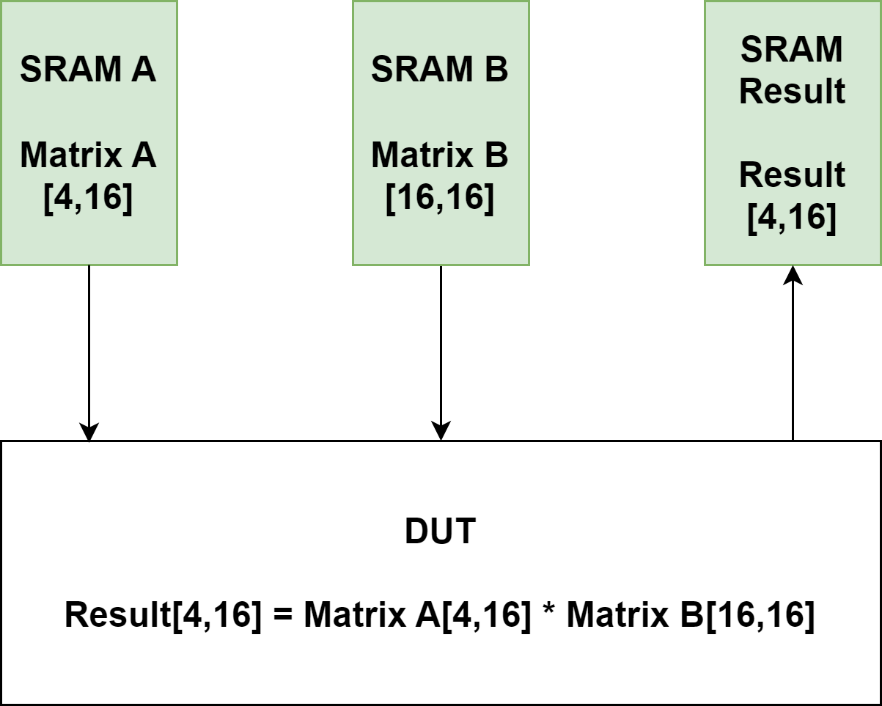 SRAM A
Matrix A
[4,16]
SRAM B
Matrix B
[16,16]
SRAM
Result
Result
[4,16]
DUT
Result[4,16] = Matrix A[4,16] * Matrix B[16,16]